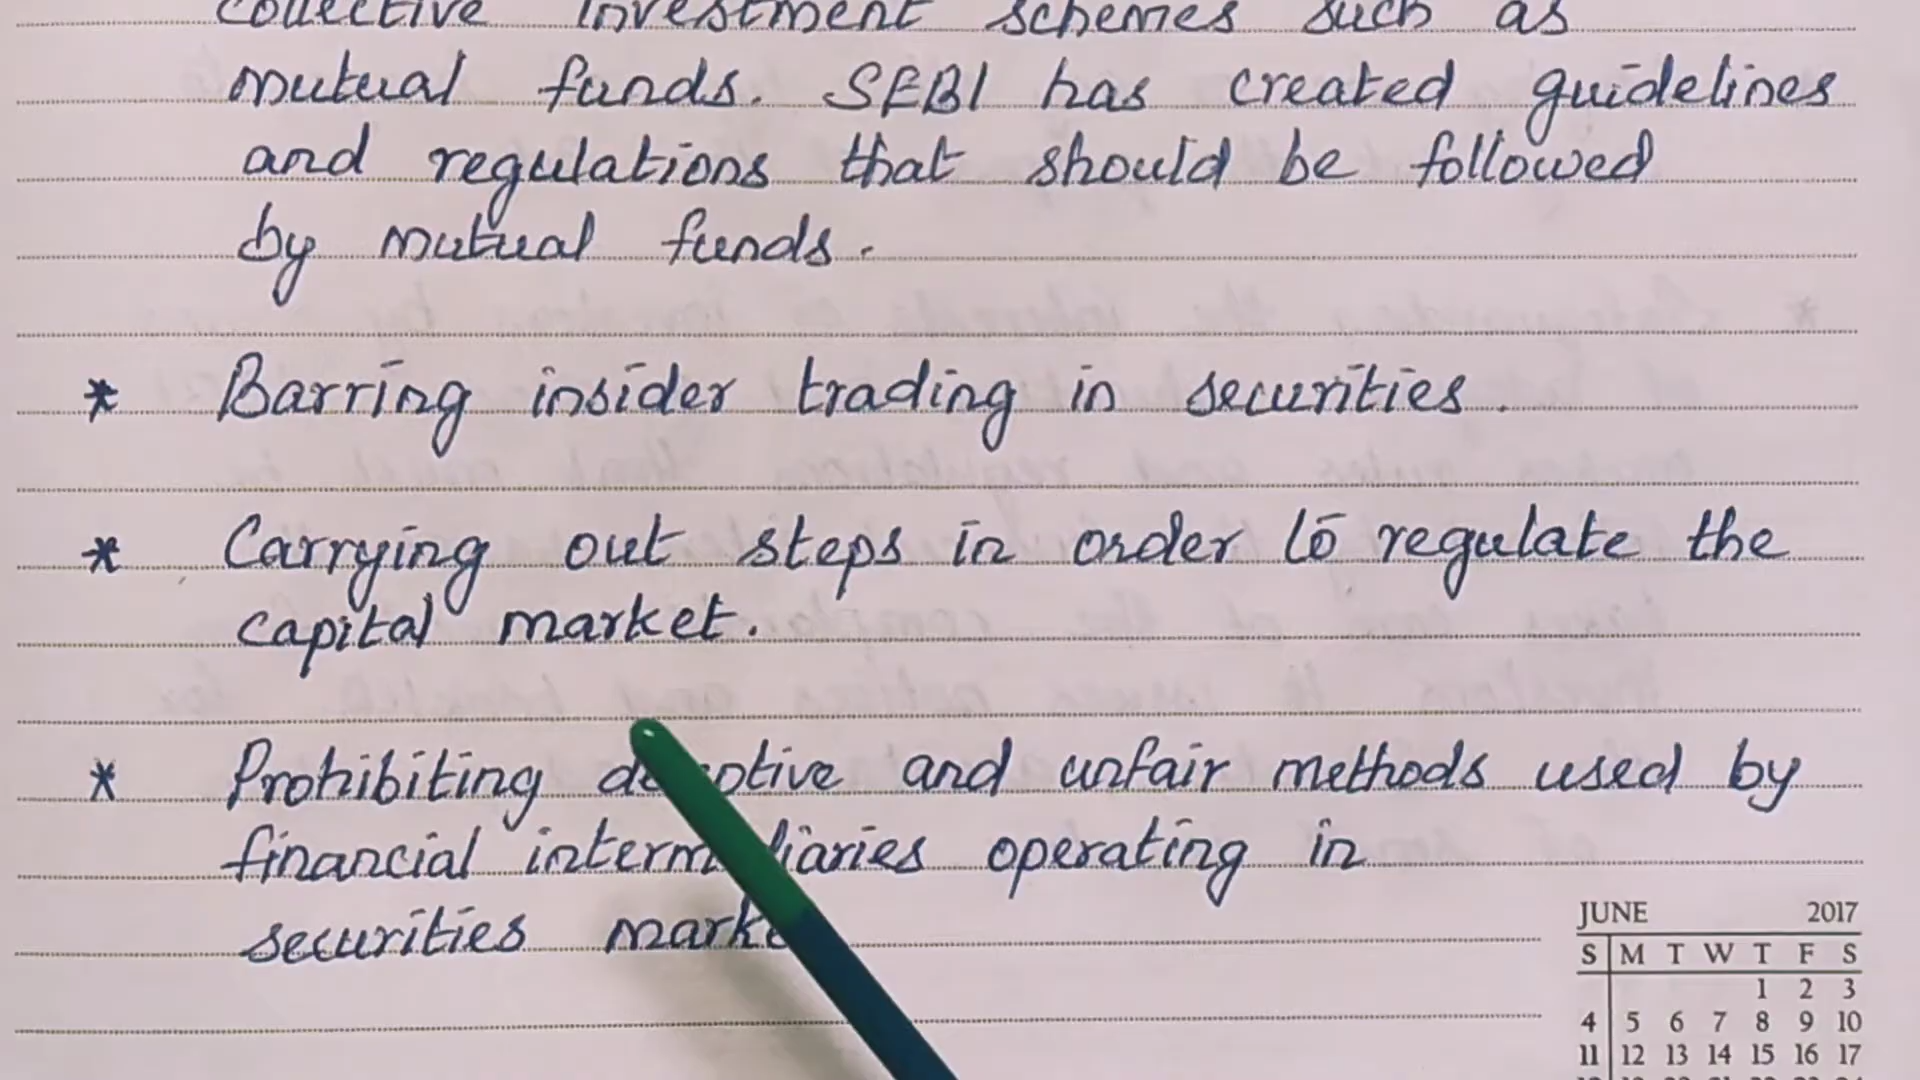 collective investment schemes such as
mutual funds. SEBI has created guidelines
and regulations that should be followed
by mutual funds.
* Barring insider trading in securities.
* Carrying out steps in order to regulate the
capital market.
* Prohibiting and unfair methods used by
financial operating in
securities
JUNE 2017
S M T W T F S
1 2 3
4 5 6 7 8 9 10
11 12 13 14 15 16 17